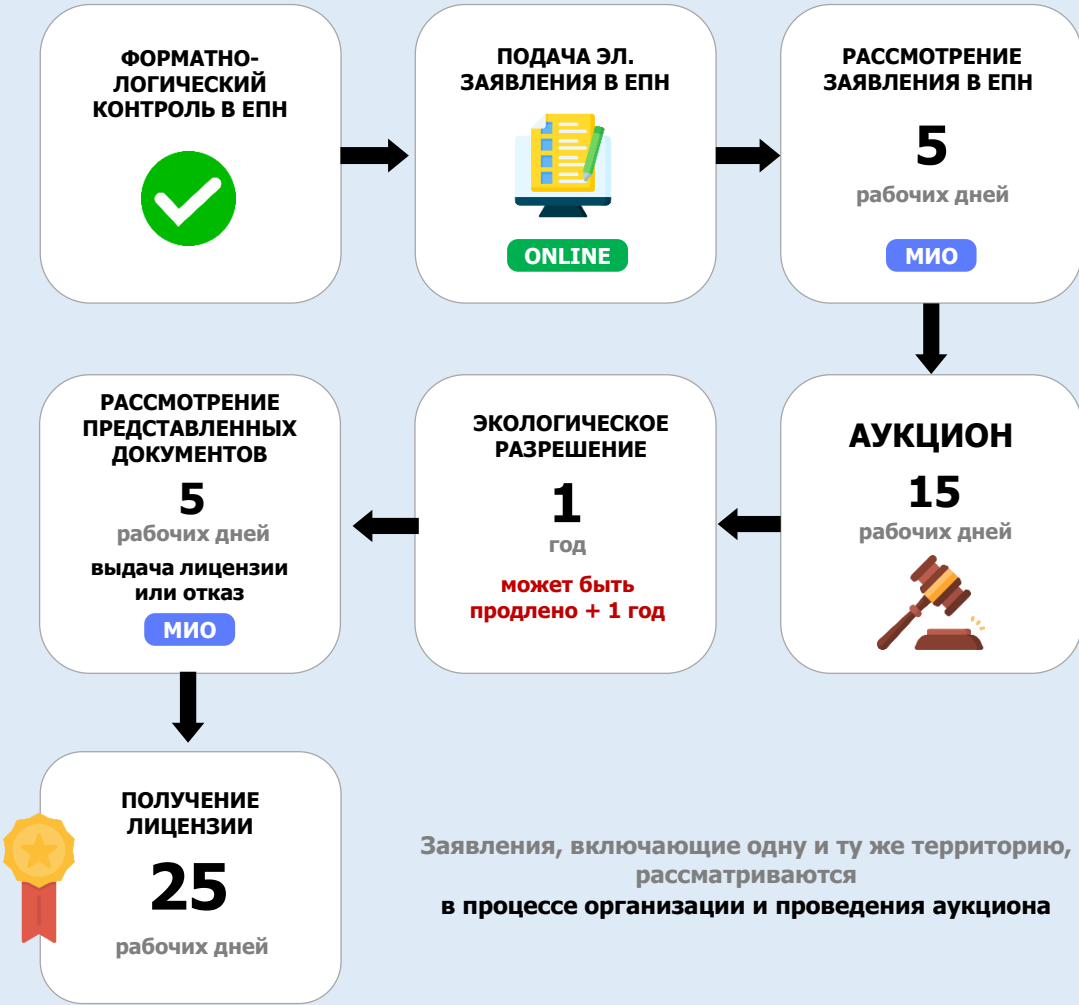 ФОРМАТНО-
ЛОГИЧЕСКИЙ
КОНТРОЛЬ В ЕПН
ПОДАЧА ЭЛ.
ЗАЯВЛЕНИЯ В ЕПН
ONLINE
РАССМОТРЕНИЕ
ЗАЯВЛЕНИЯ В ЕПН
5
рабочих дней
МИО
АУКЦИОН
15
рабочих дней
ЭКОЛОГИЧЕСКОЕ
РАЗРЕШЕНИЕ
1
год
может быть
продлено + 1 год
РАССМОТРЕНИЕ
ПРЕДСТАВЛЕННЫХ
ДОКУМЕНТОВ
5
рабочих дней
выдача лицензии
или отказ
МИО
ПОЛУЧЕНИЕ
ЛИЦЕНЗИИ
25
рабочих дней
Заявления, включающие одну и ту же территорию,
рассматриваются
в процессе организации и проведения аукциона